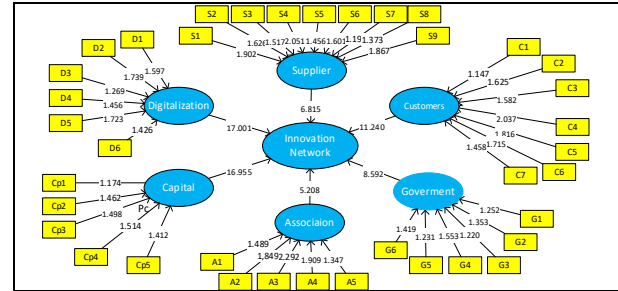 S2
S3
S4
S5
S6
S7
S8
S1
S9
1.902
1.626
1.517
2.051
1.456
1.601
1.19
1.373
1.867
Supplier
6.815
D1
D2
D3
D4
D5
D6
1.597
1.739
1.269
1.456
1.723
1.426
Digitalization
17.001
C1
C2
C3
C4
C5
C6
C7
1.147
1.625
1.582
2.037
1.816
1.715
1.458
Customers
11.240
Innovation
Network
Cp1
Cp2
Cp3
Cp4
Cp5
1.174
1.462
Pc
1.498
1.514
1.412
Capital
16.955
5.208
Associaion
1.489
1.849
2.292
1.909
1.347
A1
A2
A3
A4
A5
8.592
Goverment
1.419
1.231
1.553
1.220
1.353
1.252
G1
G2
G3
G4
G5
G6